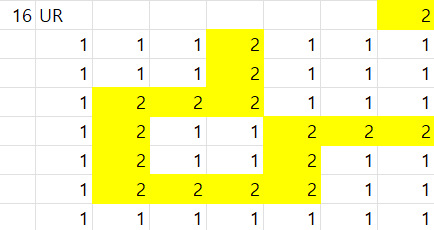 16 UR 2
1 1 1 2 1 1 1
1 1 1 2 1 1 1
1 2 2 2 1 1 1
1 2 1 1 2 2 2
1 2 1 1 2 1 1
1 2 2 2 2 1 1
1 1 1 1 1 1 1